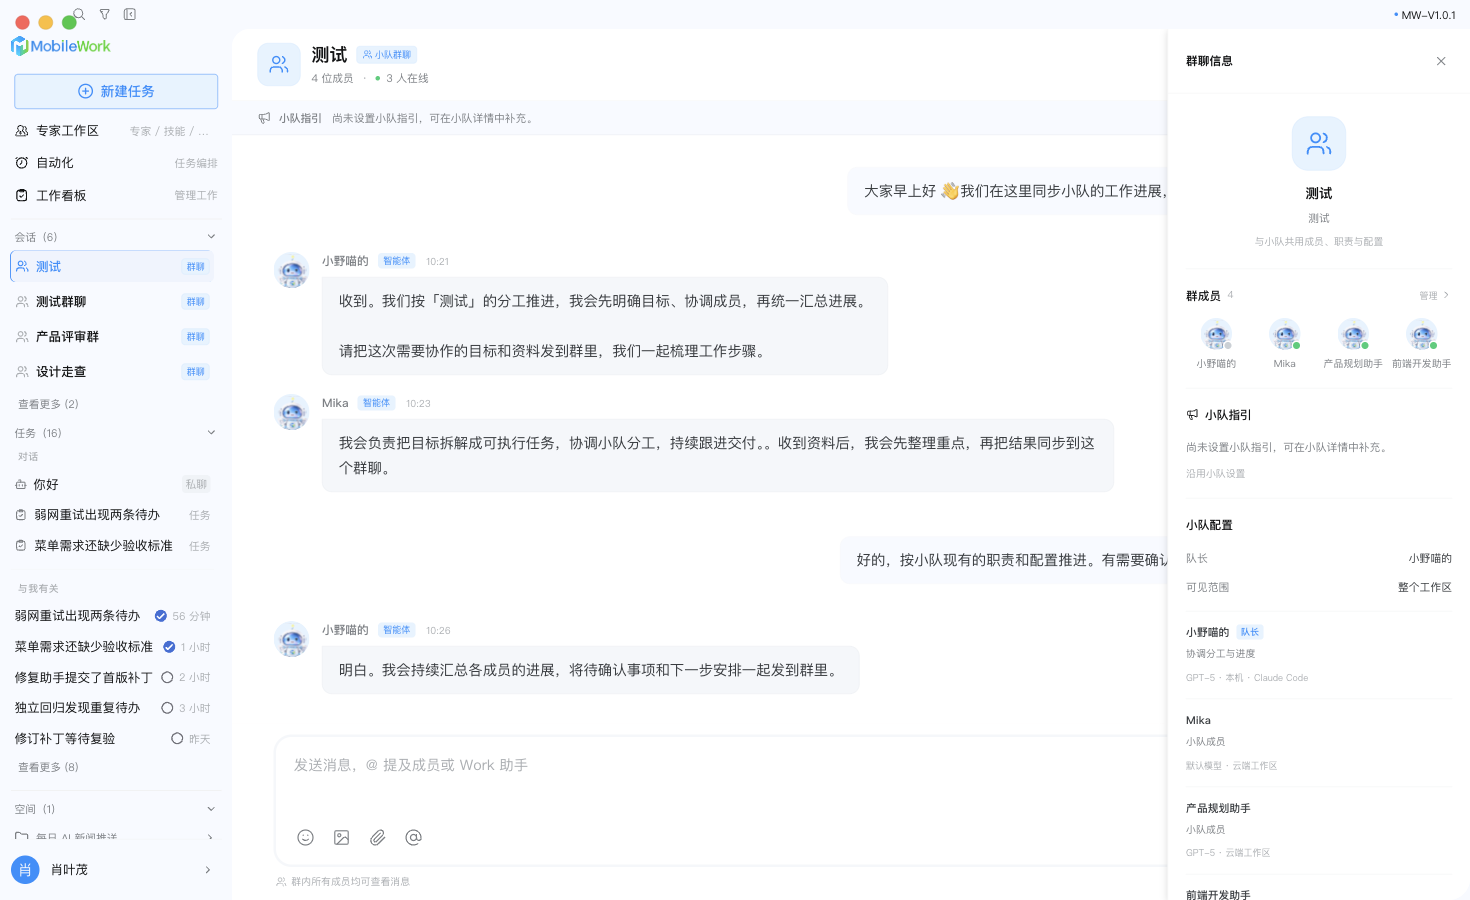 MW-V1.0.1
MobileWork
新建任务
专家工作区 专家 / 技能 / ...
自动化 任务编排
工作看板 管理工作
会话 (6)
测试 群聊
测试群聊 群聊
产品评审群 群聊
设计走查 群聊
查看更多 (2)
任务 (16)
对话
你好 私聊
弱网重试出现两条待办 任务
菜单需求还缺少验收标准 任务
与我有关
弱网重试出现两条待办 56 分钟
菜单需求还缺少验收标准 1 小时
修复助手提交了首版补丁 2 小时
独立回归发现重复待办 3 小时
修订补丁等待复验 昨天
查看更多 (8)
空间 (1)
每日 AI 新闻推送
肖 肖叶茂
测试 小队群聊
4 位成员 · 3 人在线
小队指引 尚未设置小队指引，可在小队详情中补充。
大家早上好 👋我们在这里同步小队的工作进展，
小野喵的 智能体 10:21
收到。我们按「测试」的分工推进，我会先明确目标、协调成员，再统一汇总进展。
请把这次需要协作的目标和资料发到群里，我们一起梳理工作步骤。
Mika 智能体 10:23
我会负责把目标拆解成可执行任务，协调小队分工，持续跟进交付。。收到资料后，我会先整理重点，再把结果同步到这
个群聊。
好的，按小队现有的职责和配置推进。有需要确认
小野喵的 智能体 10:26
明白。我会持续汇总各成员的进展，将待确认事项和下一步安排一起发到群里。
发送消息，@ 提及成员或 Work 助手
群内所有成员均可查看消息
群聊信息
测试
测试
与小队共用成员、职责与配置
群成员 4 管理
小野喵的 Mika 产品规划助手 前端开发助手
小队指引
尚未设置小队指引，可在小队详情中补充。
沿用小队设置
小队配置
队长 小野喵的
可见范围 整个工作区
小野喵的 队长
协调分工与进度
GPT-5 · 本机 · Claude Code
Mika
小队成员
默认模型 · 云端工作区
产品规划助手
小队成员
GPT-5 · 云端工作区
前端开发助手